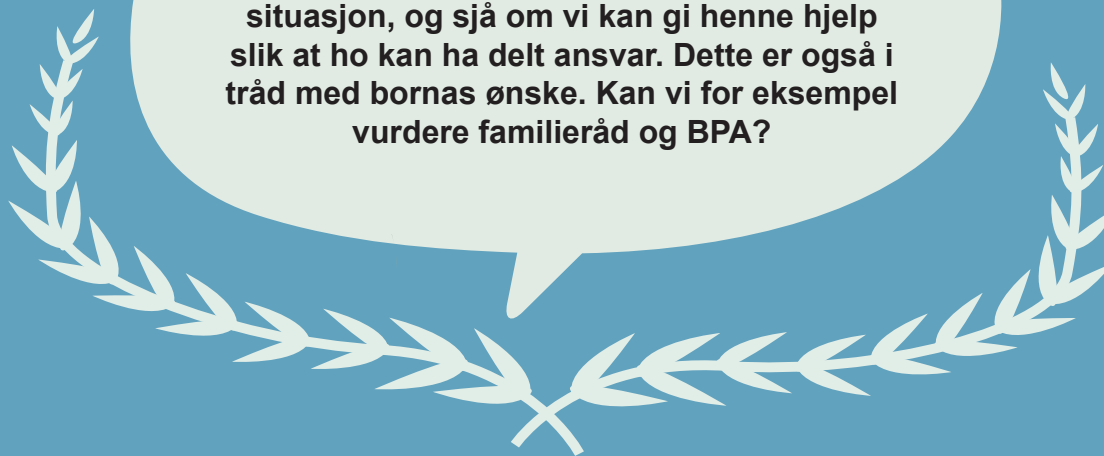 situasjon, og sjå om vi kan gi henne hjelp
slik at ho kan ha delt ansvar. Dette er også i
tråd med bornas ønske. Kan vi for eksempel
vurdere familieråd og BPA?